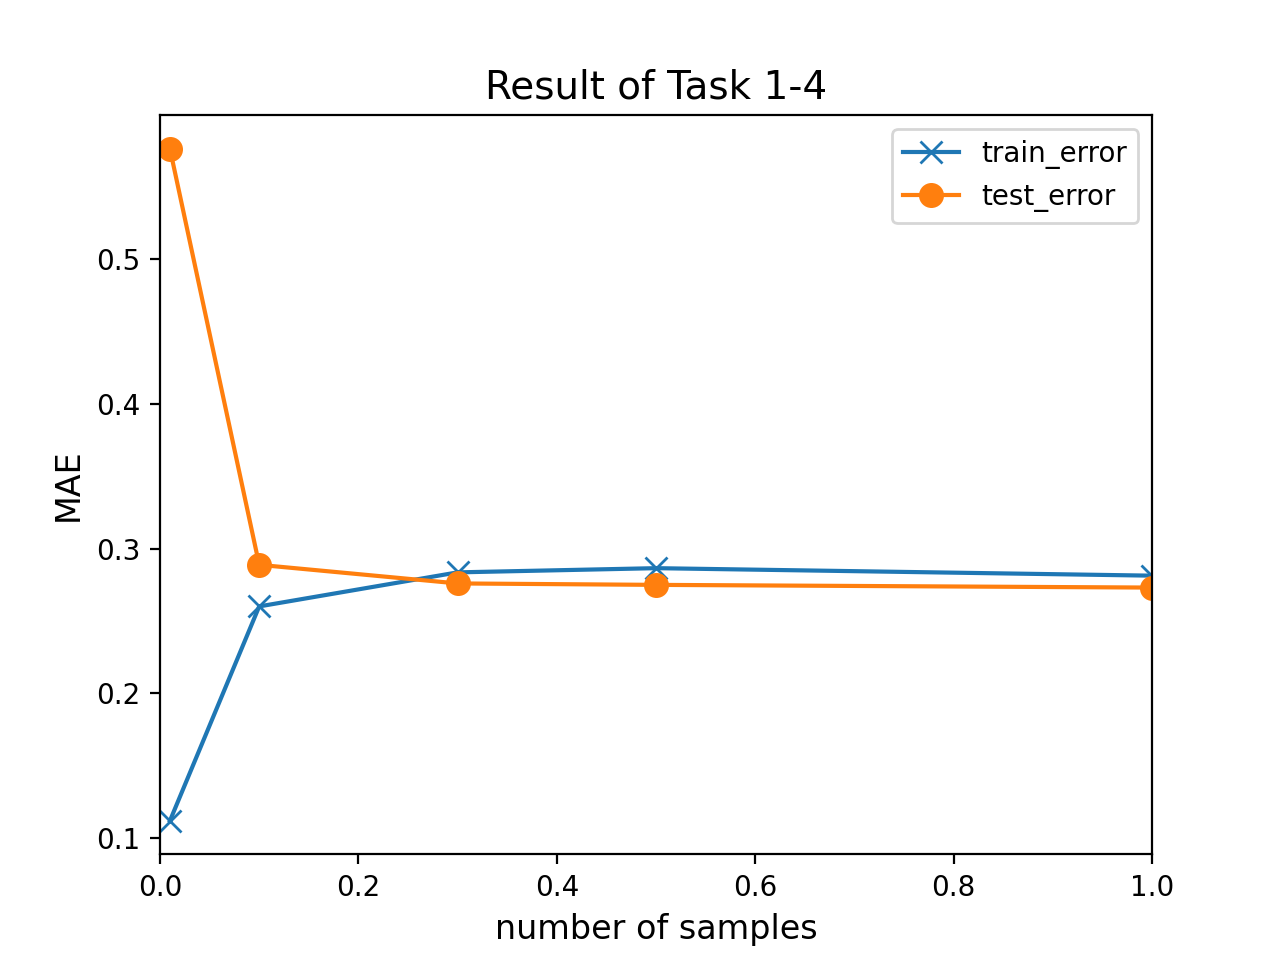 Result of Task 1-4
train_error
test_error
0.5
0.4
0.3
0.2
0.1
MAE
0.0 0.2 0.4 0.6 0.8 1.0
number of samples